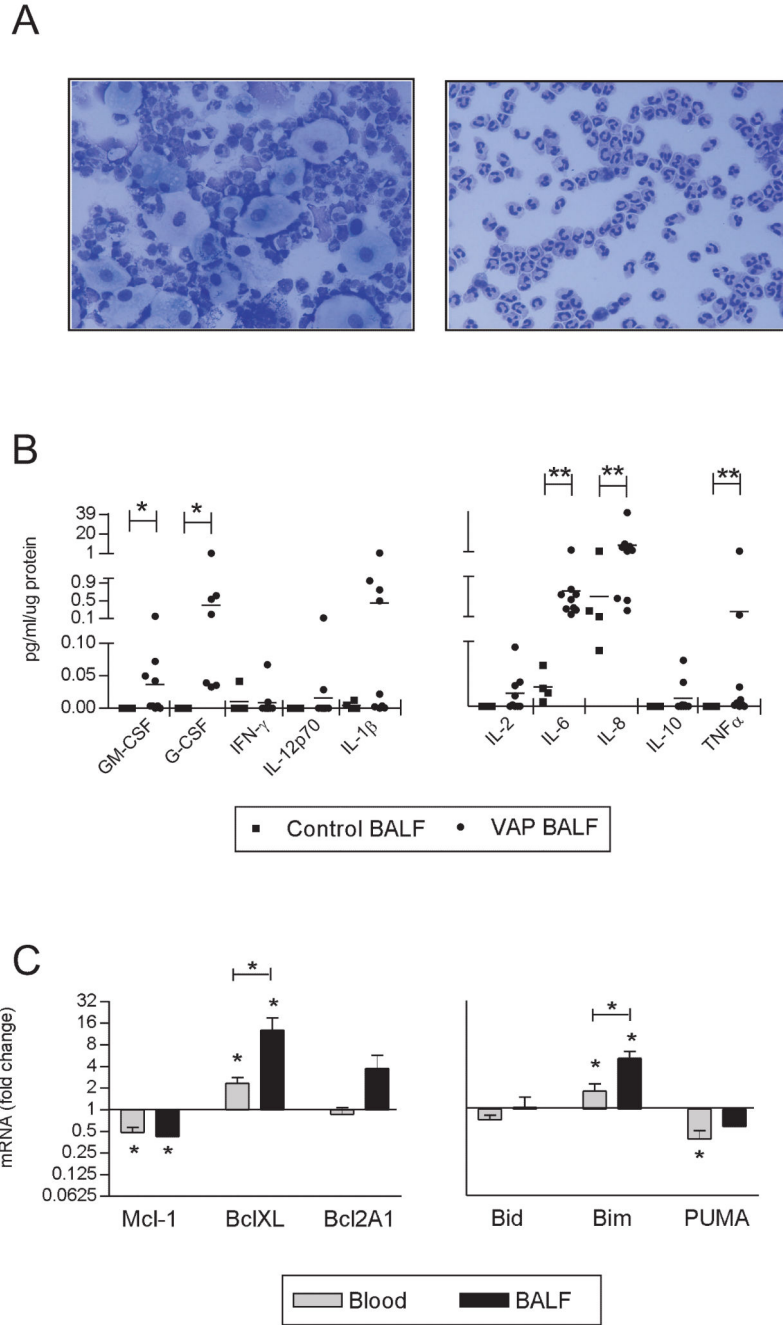 A
B
* * ** ** **
39
20
1
0.9
0.5
0.1
0.10
0.05
0.00
pg/ml/ug protein
GM-CSF G-CSF IFN-γ IL-12p70 IL-1β IL-2 IL-6 IL-8 IL-10 TNFα
Control BALF VAP BALF
C
* *
* * * *
32
16
8
4
2
1
0.5
0.25
0.125
0.0625
mRNA (fold change)
* * *
Mcl-1 BclXL Bcl2A1 Bid Bim PUMA
Blood BALF